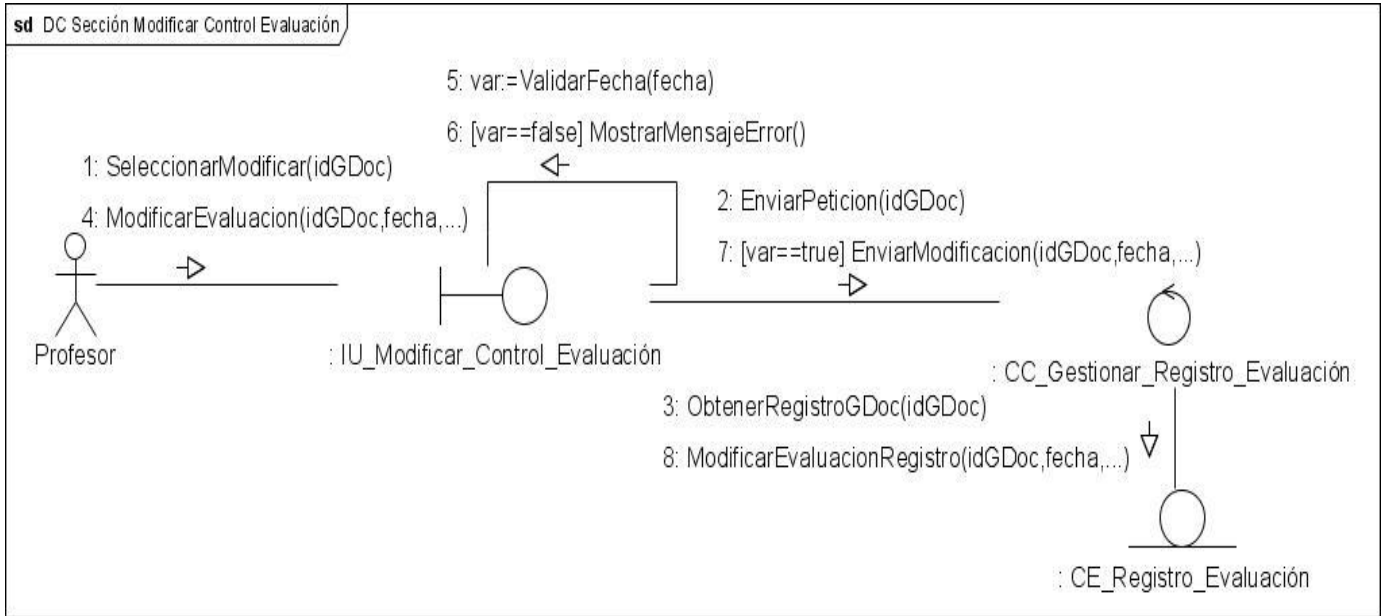 sd DC Sección Modificar Control Evaluación
5: var:=ValidarFecha(fecha)
6: [var==false] MostrarMensajeError()
1: SeleccionarModificar(idGDoc)
4: ModificarEvaluacion(idGDoc,fecha,...)
2: EnviarPeticion(idGDoc)
7: [var==true] EnviarModificacion(idGDoc,fecha,...)
Profesor
: IU_Modificar_Control_Evaluación
: CC_Gestionar_Registro_Evaluación
3: ObtenerRegistroGDoc(idGDoc)
8: ModificarEvaluacionRegistro(idGDoc,fecha,...)
: CE_Registro_Evaluación